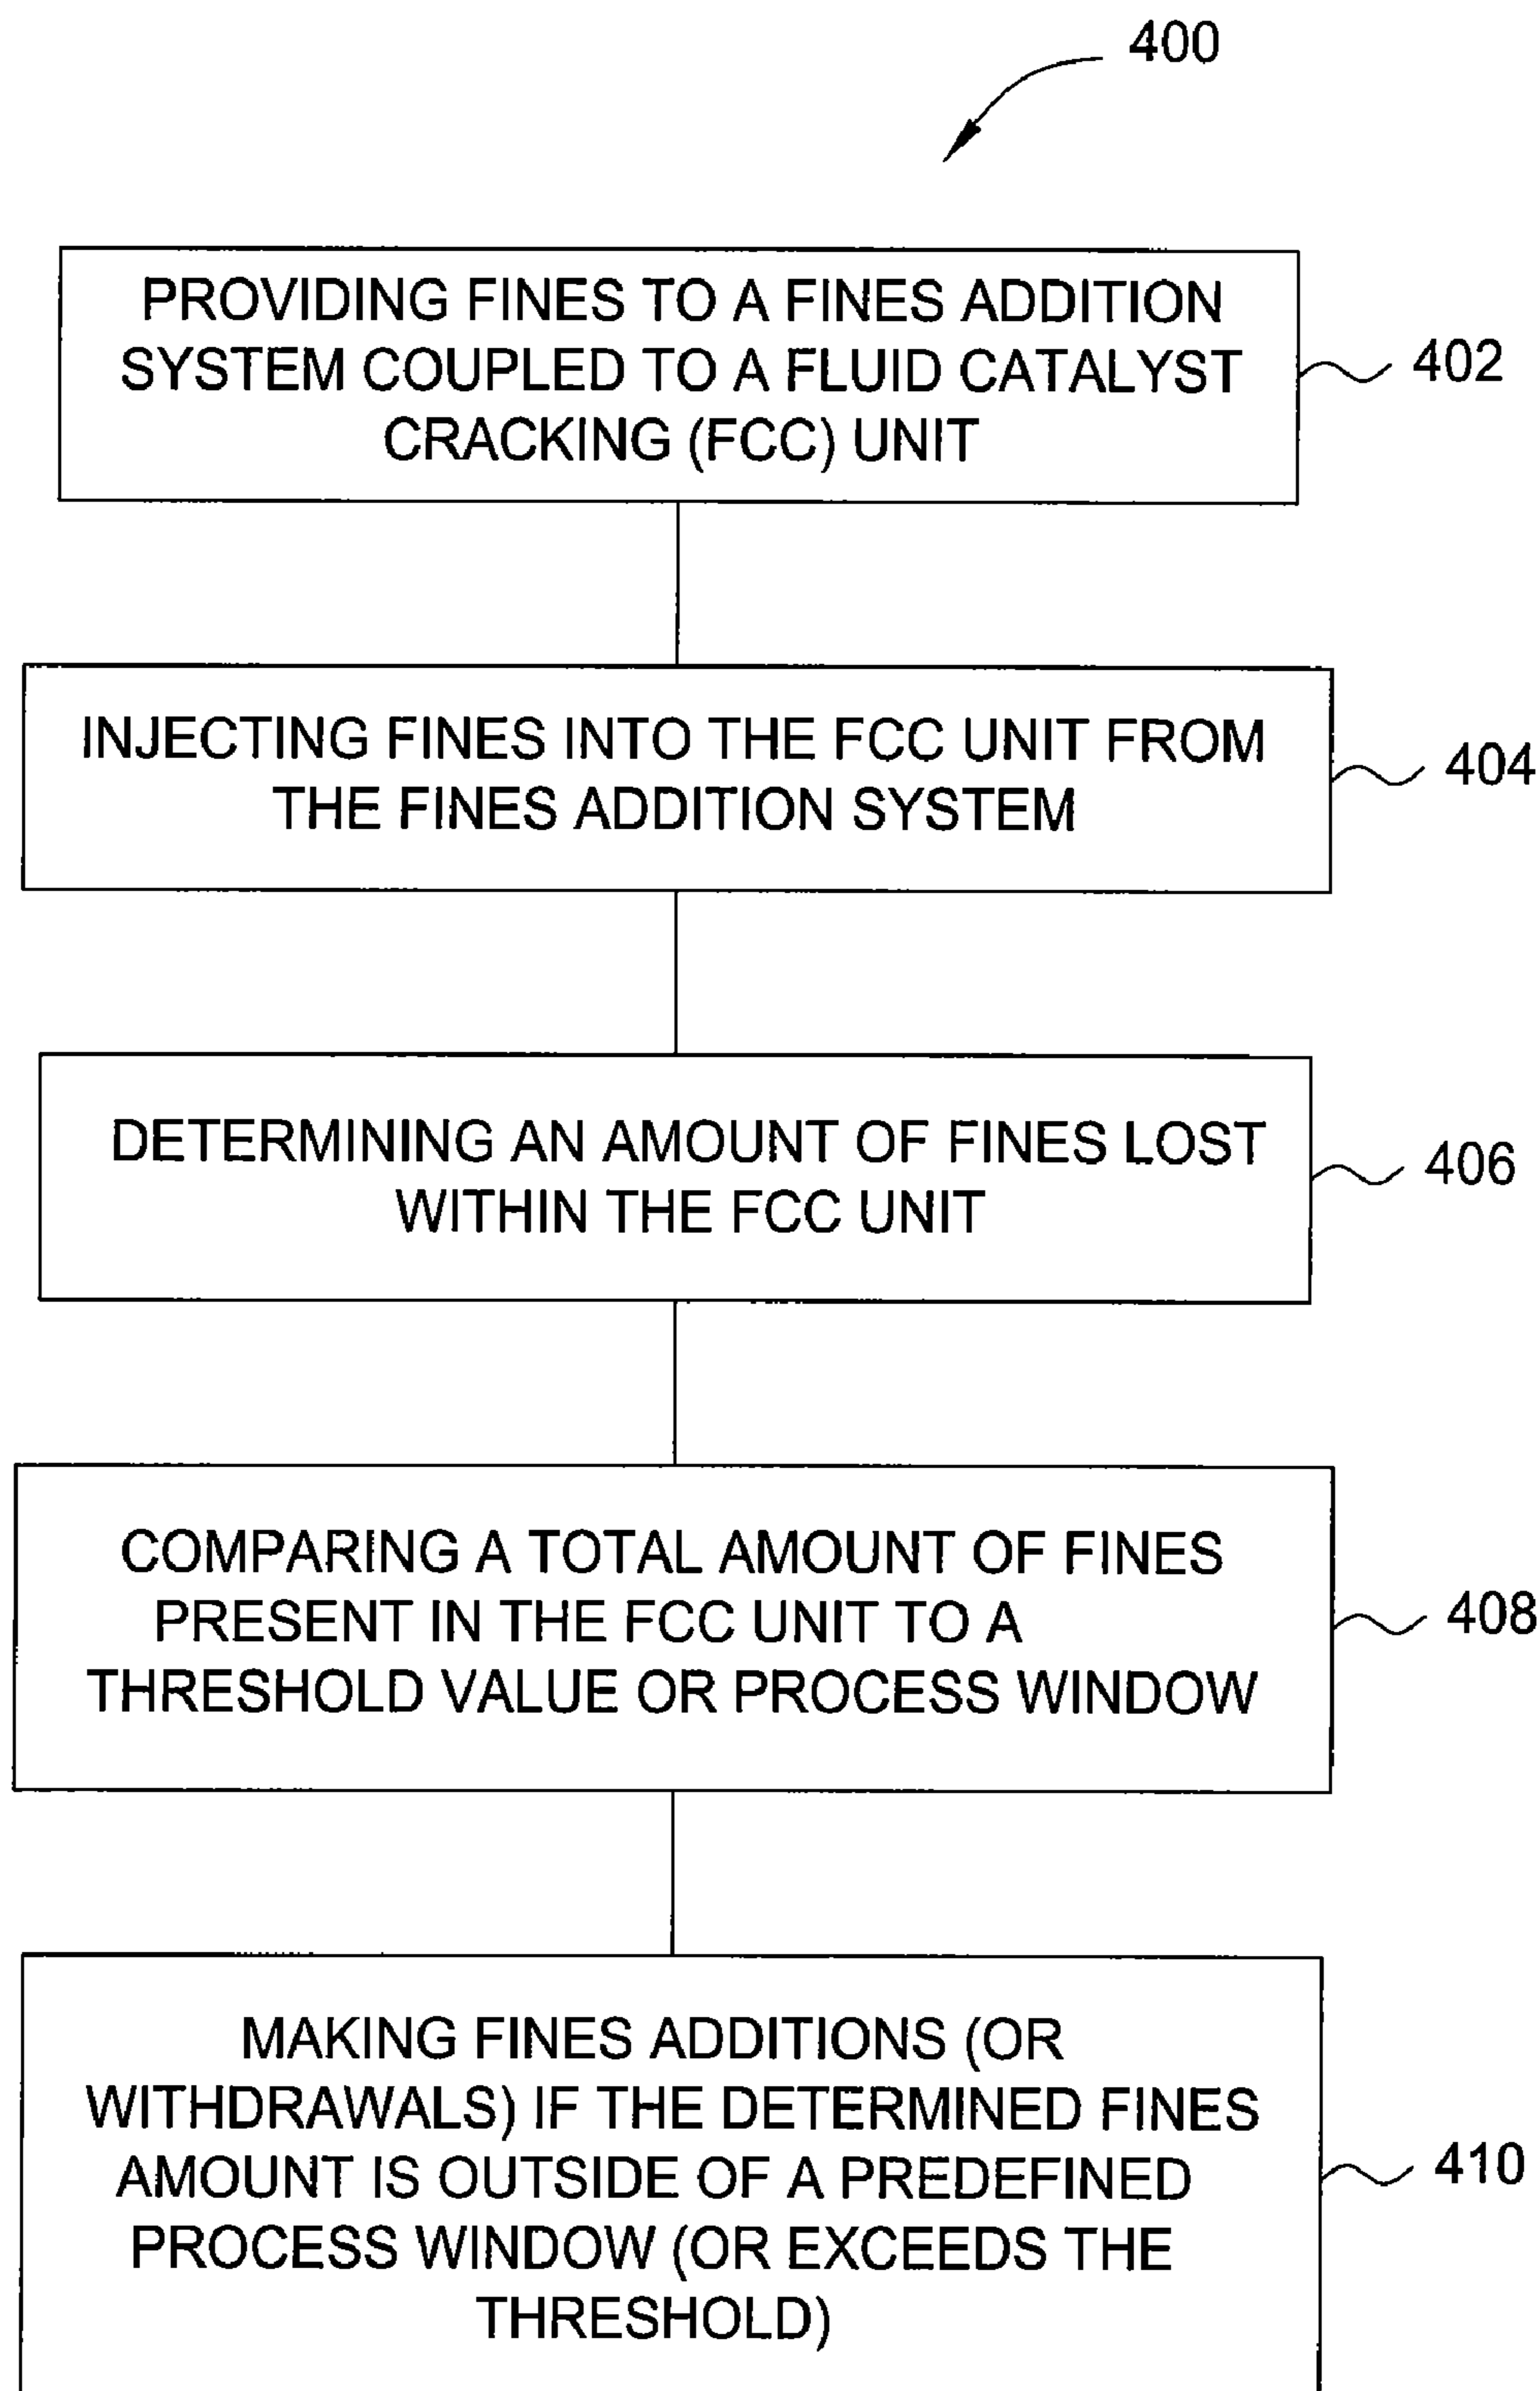 400
PROVIDING FINES TO A FINES ADDITION
SYSTEM COUPLED TO A FLUID CATALYST
CRACKING (FCC) UNIT
402
INJECTING FINES INTO THE FCC UNIT FROM
THE FINES ADDITION SYSTEM
404
DETERMINING AN AMOUNT OF FINES LOST
WITHIN THE FCC UNIT
406
COMPARING A TOTAL AMOUNT OF FINES
PRESENT IN THE FCC UNIT TO A
THRESHOLD VALUE OR PROCESS WINDOW
408
MAKING FINES ADDITIONS (OR
WITHDRAWALS) IF THE DETERMINED FINES
AMOUNT IS OUTSIDE OF A PREDEFINED
PROCESS WINDOW (OR EXCEEDS THE
THRESHOLD)
410